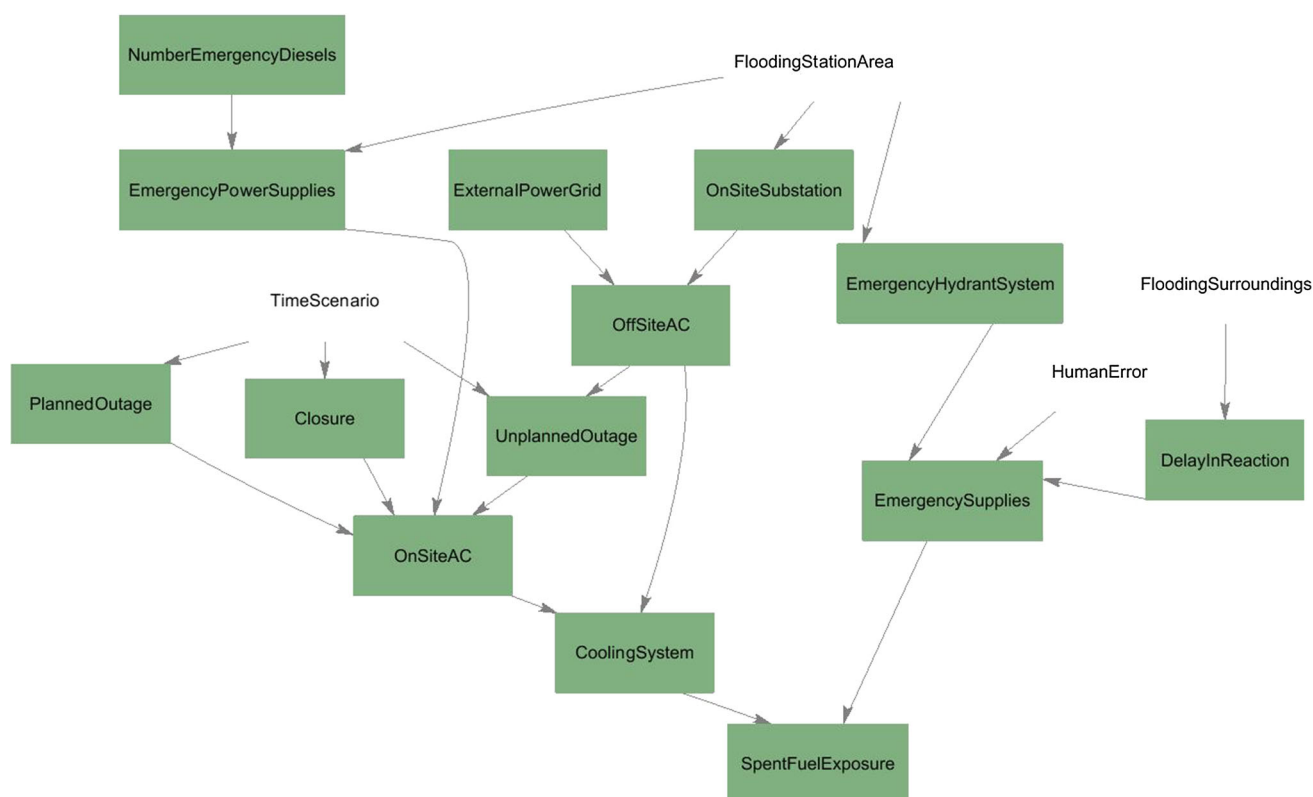 NumberEmergencyDiesels
FloodingStationArea
EmergencyPowerSupplies
ExternalPowerGrid
OnSiteSubstation
EmergencyHydrantSystem
FloodingSurroundings
TimeScenario
OffSiteAC
HumanError
PlannedOutage
Closure
UnplannedOutage
DelayInReaction
EmergencySupplies
OnSiteAC
CoolingSystem
SpentFuelExposure